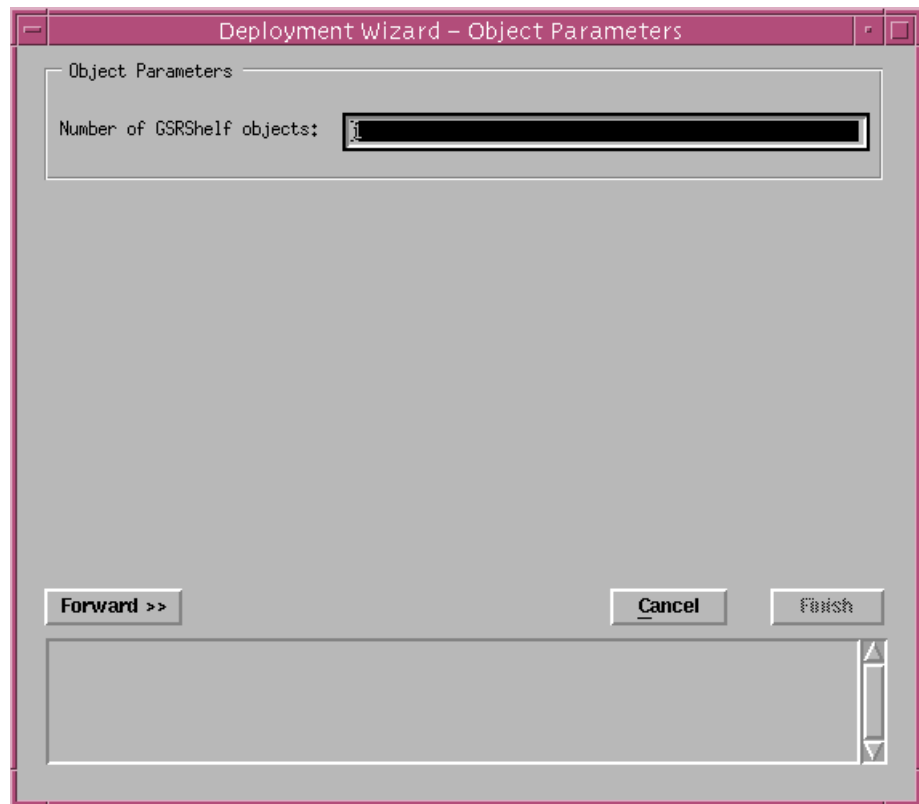 Deployment Wizard – Object Parameters
Object Parameters
Number of GSRShelf objects:
Forward >>
Cancel
Finish